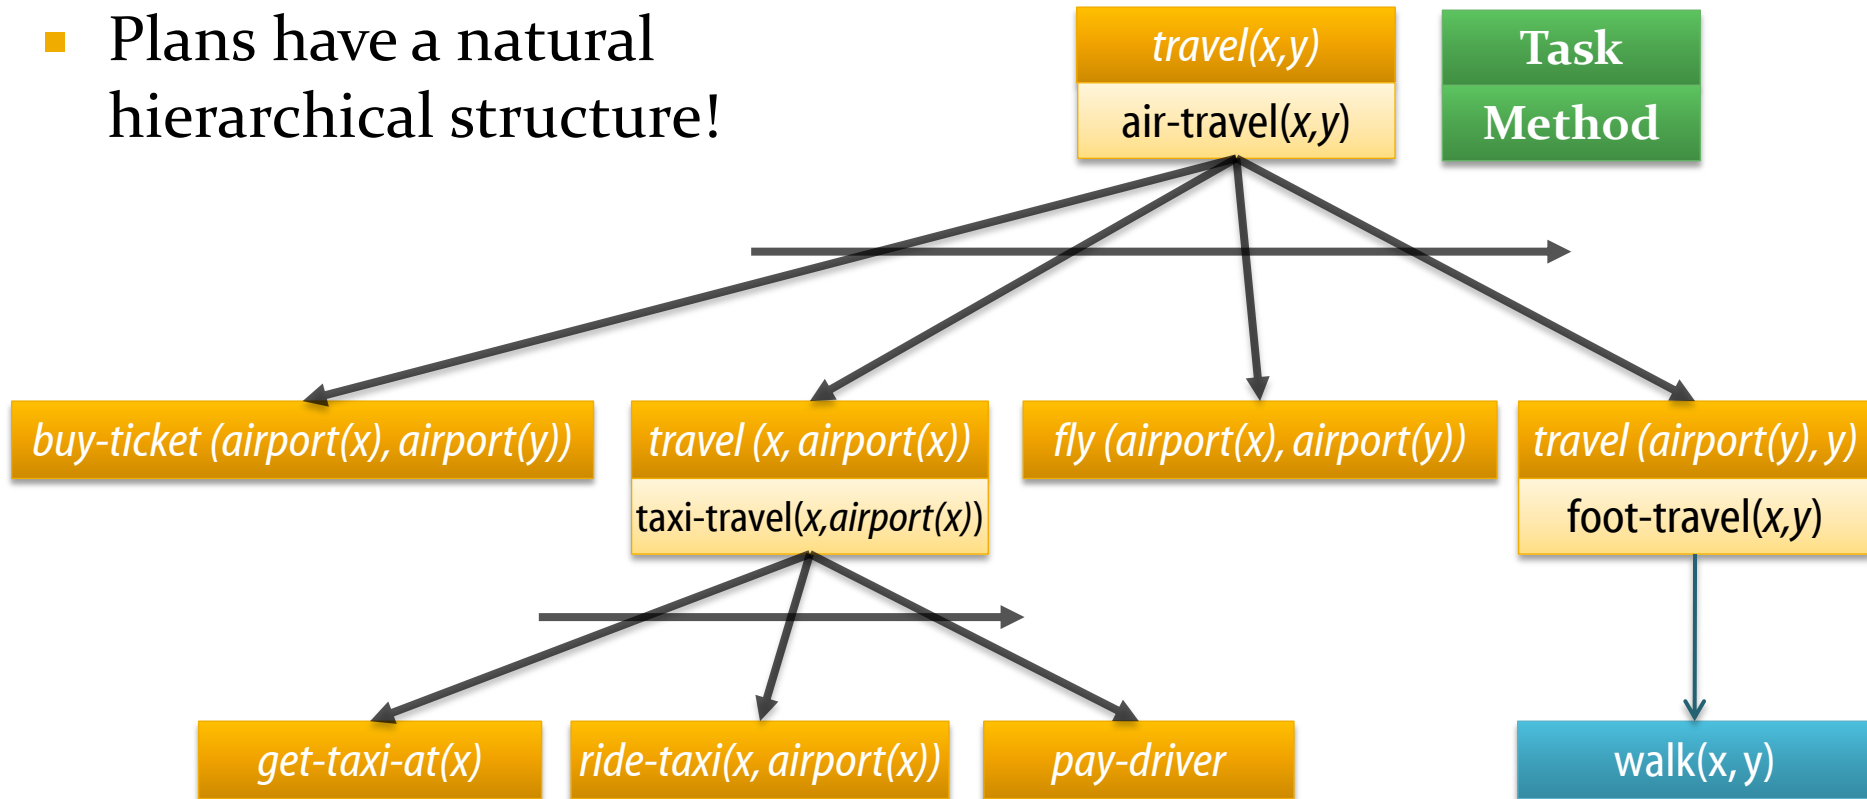 Plans have a natural
hierarchical structure!
travel(x,y)
air-travel(x,y)
Task
Method
buy-ticket (airport(x), airport(y))
travel (x, airport(x))
taxi-travel(x,airport(x))
fly (airport(x), airport(y))
travel (airport(y), y)
foot-travel(x,y)
get-taxi-at(x)
ride-taxi(x, airport(x))
pay-driver
walk(x, y)